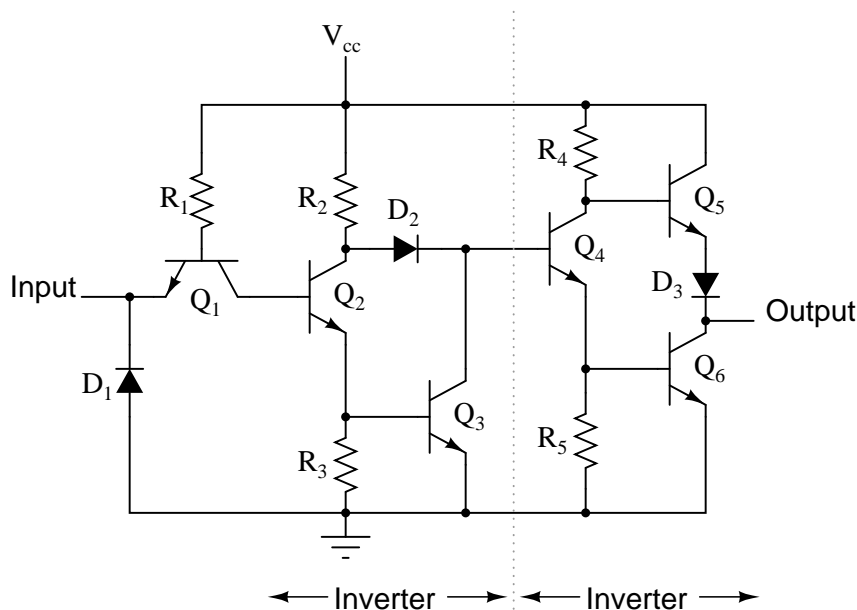 Vcc
R4
R1
R2
D2
Q5
Q4
Input
Q1
Q2
D3
Output
D1
Q6
Q3
R3
R5
Inverter
Inverter